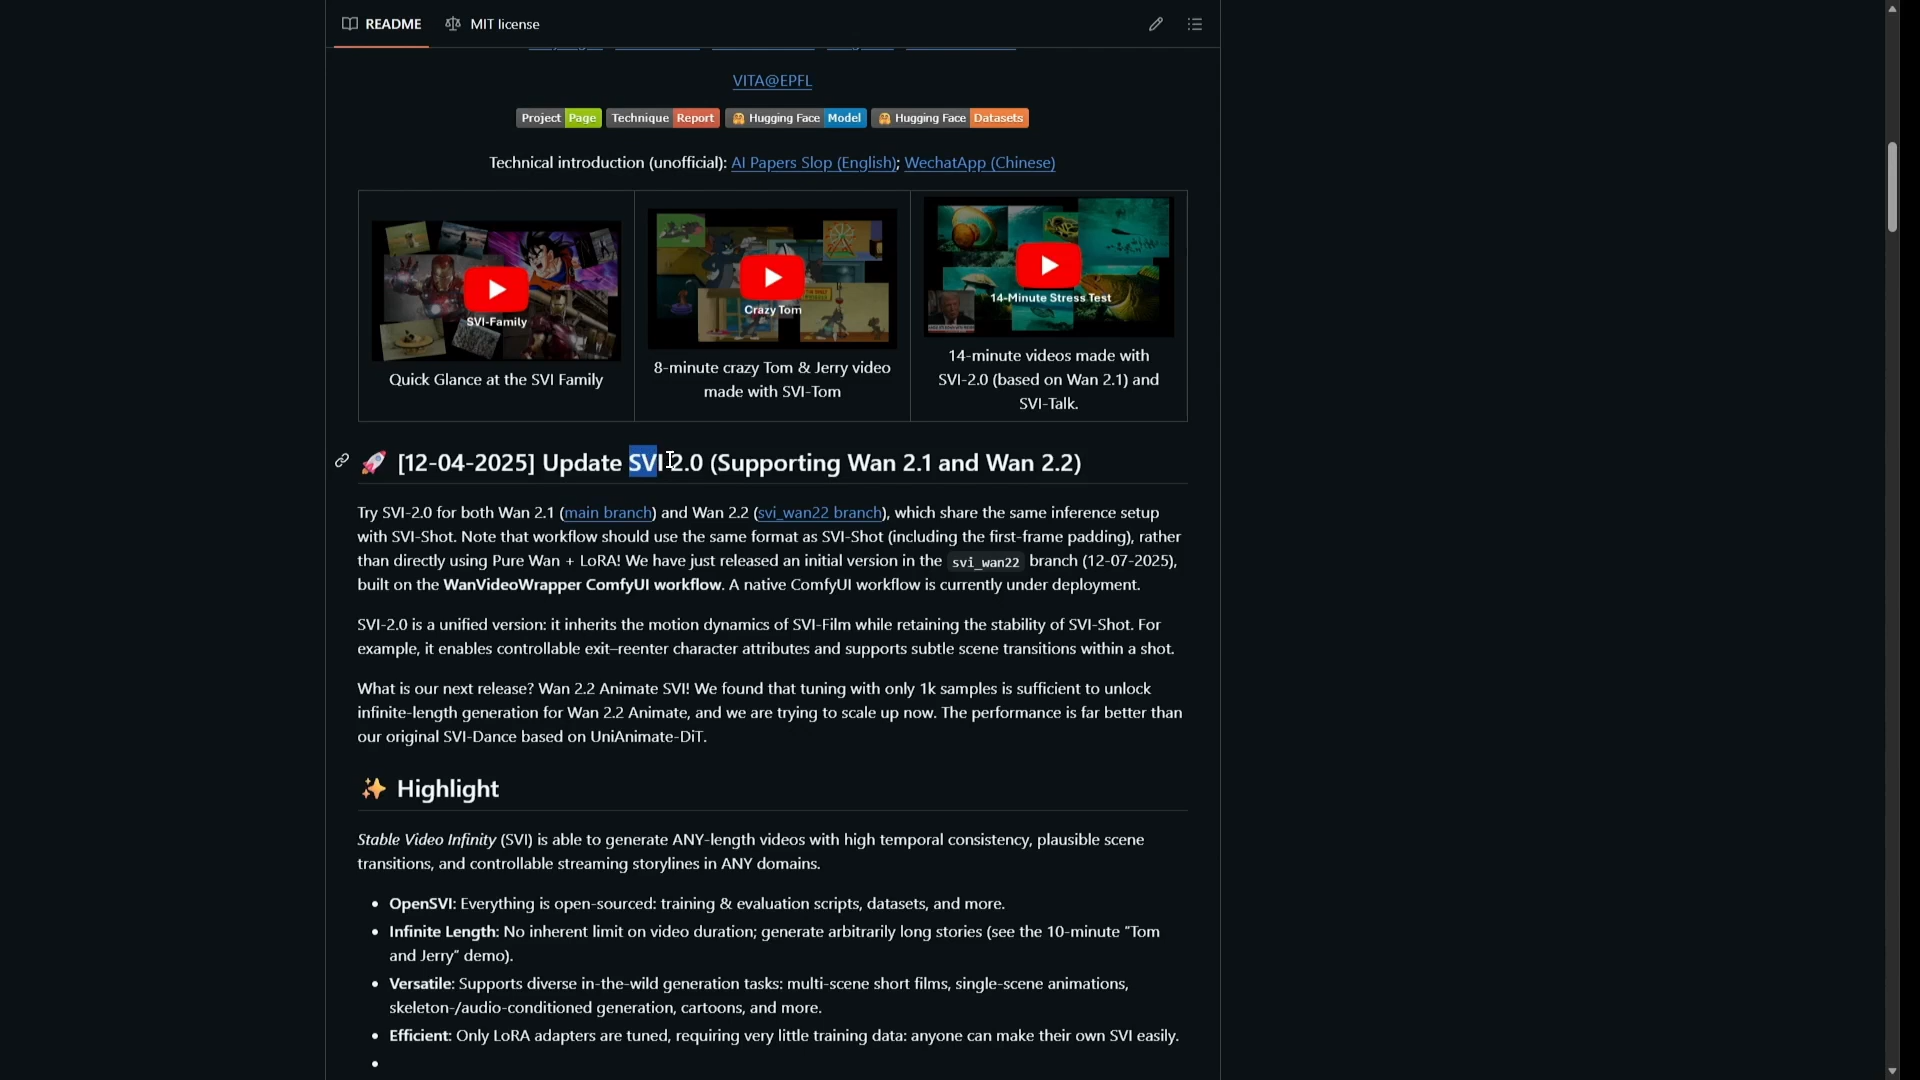 README MIT license
VITA@EPFL
Project Page Technique Report Hugging Face Model Hugging Face Datasets
Technical introduction (unofficial): AI Papers Slop (English); WechatApp (Chinese)
SVI-Family
Quick Glance at the SVI Family
Crazy Tom
8-minute crazy Tom & Jerry video
made with SVI-Tom
14-Minute Stress Test
14-minute videos made with
SVI-2.0 (based on Wan 2.1) and
SVI-Talk.
🚀 [12-04-2025] Update SVI-2.0 (Supporting Wan 2.1 and Wan 2.2)
Try SVI-2.0 for both Wan 2.1 (main branch) and Wan 2.2 (svi_wan22 branch), which share the same inference setup
with SVI-Shot. Note that workflow should use the same format as SVI-Shot (including the first-frame padding), rather
than directly using Pure Wan + LoRA! We have just released an initial version in the svi_wan22 branch (12-07-2025),
built on the WanVideoWrapper ComfyUI workflow. A native ComfyUI workflow is currently under deployment.
SVI-2.0 is a unified version: it inherits the motion dynamics of SVI-Film while retaining the stability of SVI-Shot. For
example, it enables controllable exit–reenter character attributes and supports subtle scene transitions within a shot.
What is our next release? Wan 2.2 Animate SVI! We found that tuning with only 1k samples is sufficient to unlock
infinite-length generation for Wan 2.2 Animate, and we are trying to scale up now. The performance is far better than
our original SVI-Dance based on UniAnimate-DiT.
✨ Highlight
Stable Video Infinity (SVI) is able to generate ANY-length videos with high temporal consistency, plausible scene
transitions, and controllable streaming storylines in ANY domains.
• OpenSVI: Everything is open-sourced: training & evaluation scripts, datasets, and more.
• Infinite Length: No inherent limit on video duration; generate arbitrarily long stories (see the 10-minute "Tom
and Jerry" demo).
• Versatile: Supports diverse in-the-wild generation tasks: multi-scene short films, single-scene animations,
skeleton-/audio-conditioned generation, cartoons, and more.
• Efficient: Only LoRA adapters are tuned, requiring very little training data: anyone can make their own SVI easily.
•